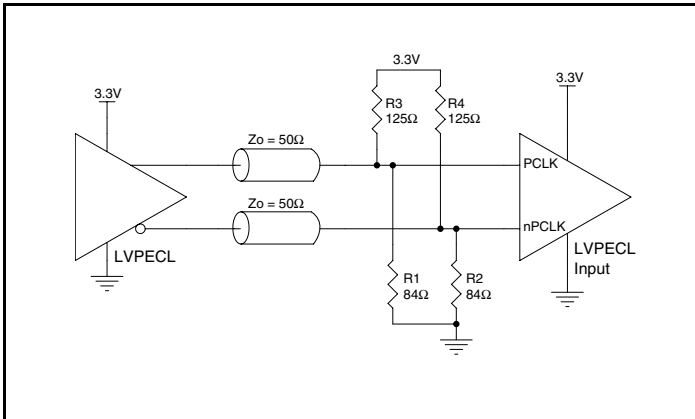 3.3V
3.3V
3.3V
R3
125Ω
R4
125Ω
Zo = 50Ω
PCLK
Zo = 50Ω
nPCLK
LVPECL
LVPECL
Input
R1
84Ω
R2
84Ω